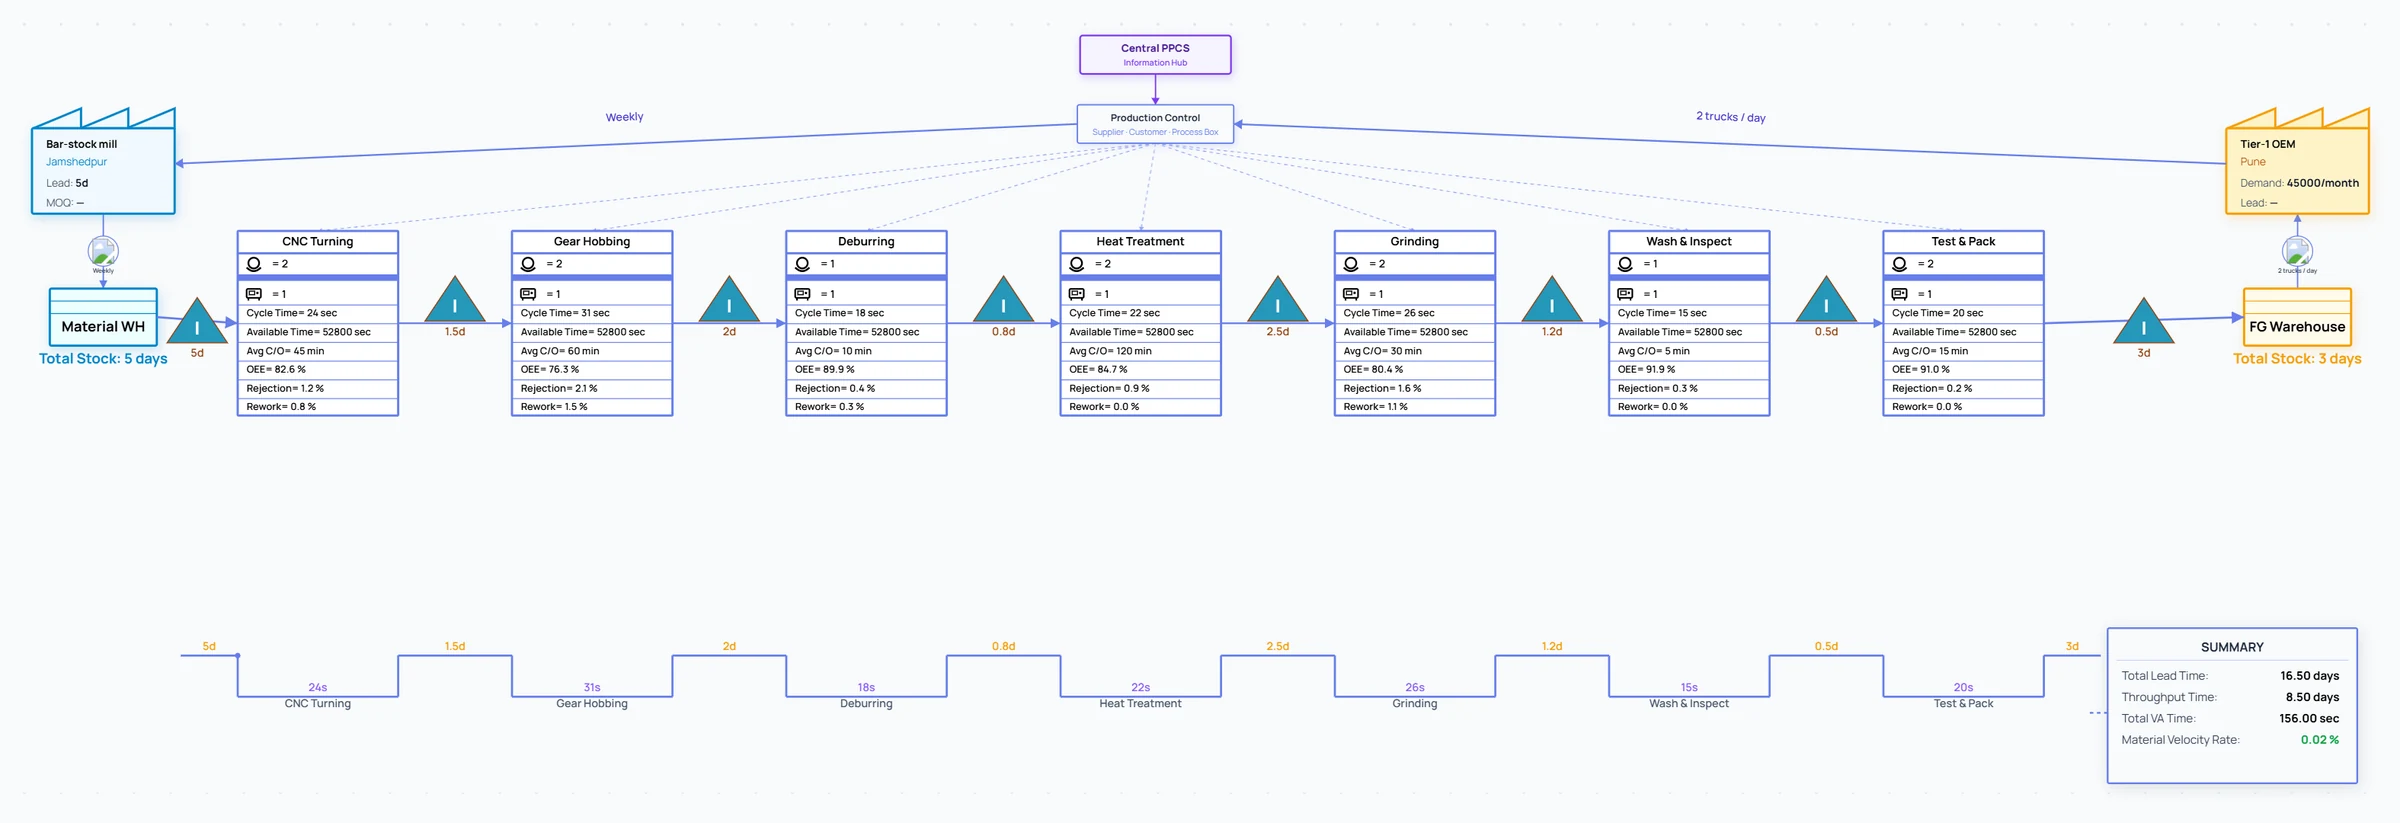 Central PPCS
Information Hub
Production Control
Supplier · Customer · Process Box
Weekly
2 trucks / day
Bar-stock mill
Jamshedpur
Lead: 5d
MOQ: —
Weekly
Material WH
Total Stock: 5 days
I
5d
CNC Turning
= 2
= 1
Cycle Time= 24 sec
Available Time= 52800 sec
Avg C/O= 45 min
OEE= 82.6 %
Rejection= 1.2 %
Rework= 0.8 %
I
1.5d
Gear Hobbing
= 2
= 1
Cycle Time= 31 sec
Available Time= 52800 sec
Avg C/O= 60 min
OEE= 76.3 %
Rejection= 2.1 %
Rework= 1.5 %
I
2d
Deburring
= 1
= 1
Cycle Time= 18 sec
Available Time= 52800 sec
Avg C/O= 10 min
OEE= 89.9 %
Rejection= 0.4 %
Rework= 0.3 %
I
0.8d
Heat Treatment
= 2
= 1
Cycle Time= 22 sec
Available Time= 52800 sec
Avg C/O= 120 min
OEE= 84.7 %
Rejection= 0.9 %
Rework= 0.0 %
I
2.5d
Grinding
= 2
= 1
Cycle Time= 26 sec
Available Time= 52800 sec
Avg C/O= 30 min
OEE= 80.4 %
Rejection= 1.6 %
Rework= 1.1 %
I
1.2d
Wash & Inspect
= 1
= 1
Cycle Time= 15 sec
Available Time= 52800 sec
Avg C/O= 5 min
OEE= 91.9 %
Rejection= 0.3 %
Rework= 0.0 %
I
0.5d
Test & Pack
= 2
= 1
Cycle Time= 20 sec
Available Time= 52800 sec
Avg C/O= 15 min
OEE= 91.0 %
Rejection= 0.2 %
Rework= 0.0 %
I
3d
Tier-1 OEM
Pune
Demand: 45000/month
Lead: —
2 trucks / day
FG Warehouse
Total Stock: 3 days
5d
24s
CNC Turning
1.5d
31s
Gear Hobbing
2d
18s
Deburring
0.8d
22s
Heat Treatment
2.5d
26s
Grinding
1.2d
15s
Wash & Inspect
0.5d
20s
Test & Pack
3d
SUMMARY
Total Lead Time: 16.50 days
Throughput Time: 8.50 days
Total VA Time: 156.00 sec
Material Velocity Rate: 0.02 %